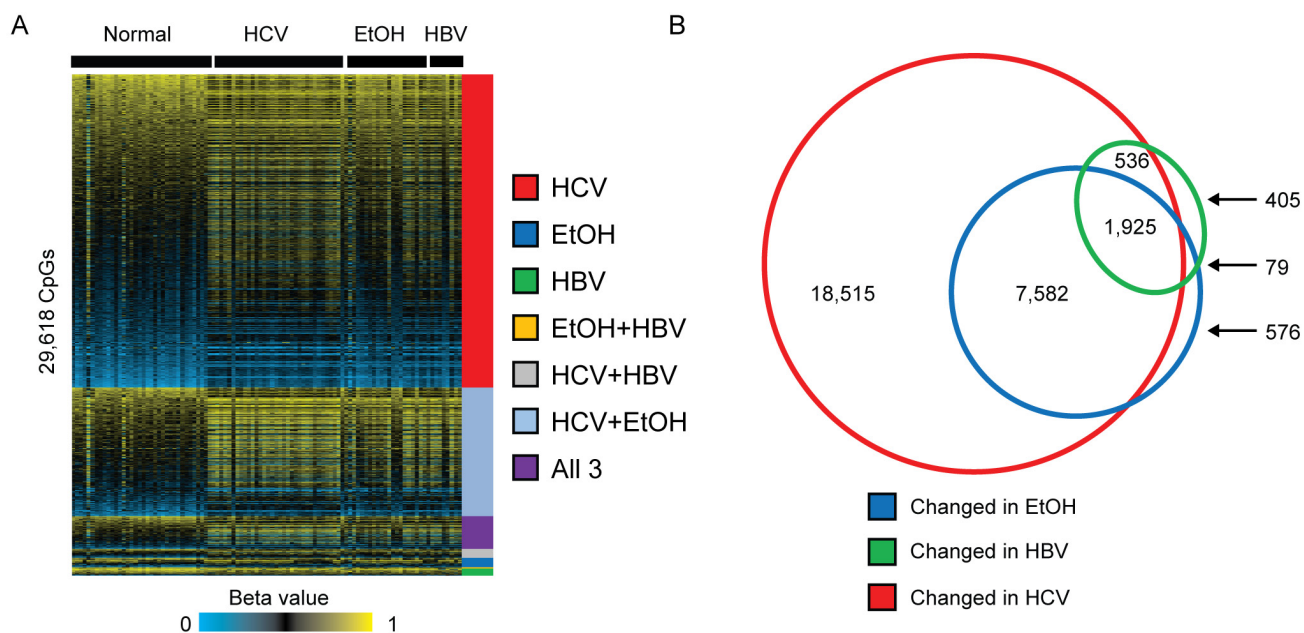 A
Normal HCV EtOH HBV
29,618 CpGs
HCV
EtOH
HBV
EtOH+HBV
HCV+HBV
HCV+EtOH
All 3
Beta value
0 1
B
536
405
1,925
79
18,515 7,582
576
Changed in EtOH
Changed in HBV
Changed in HCV